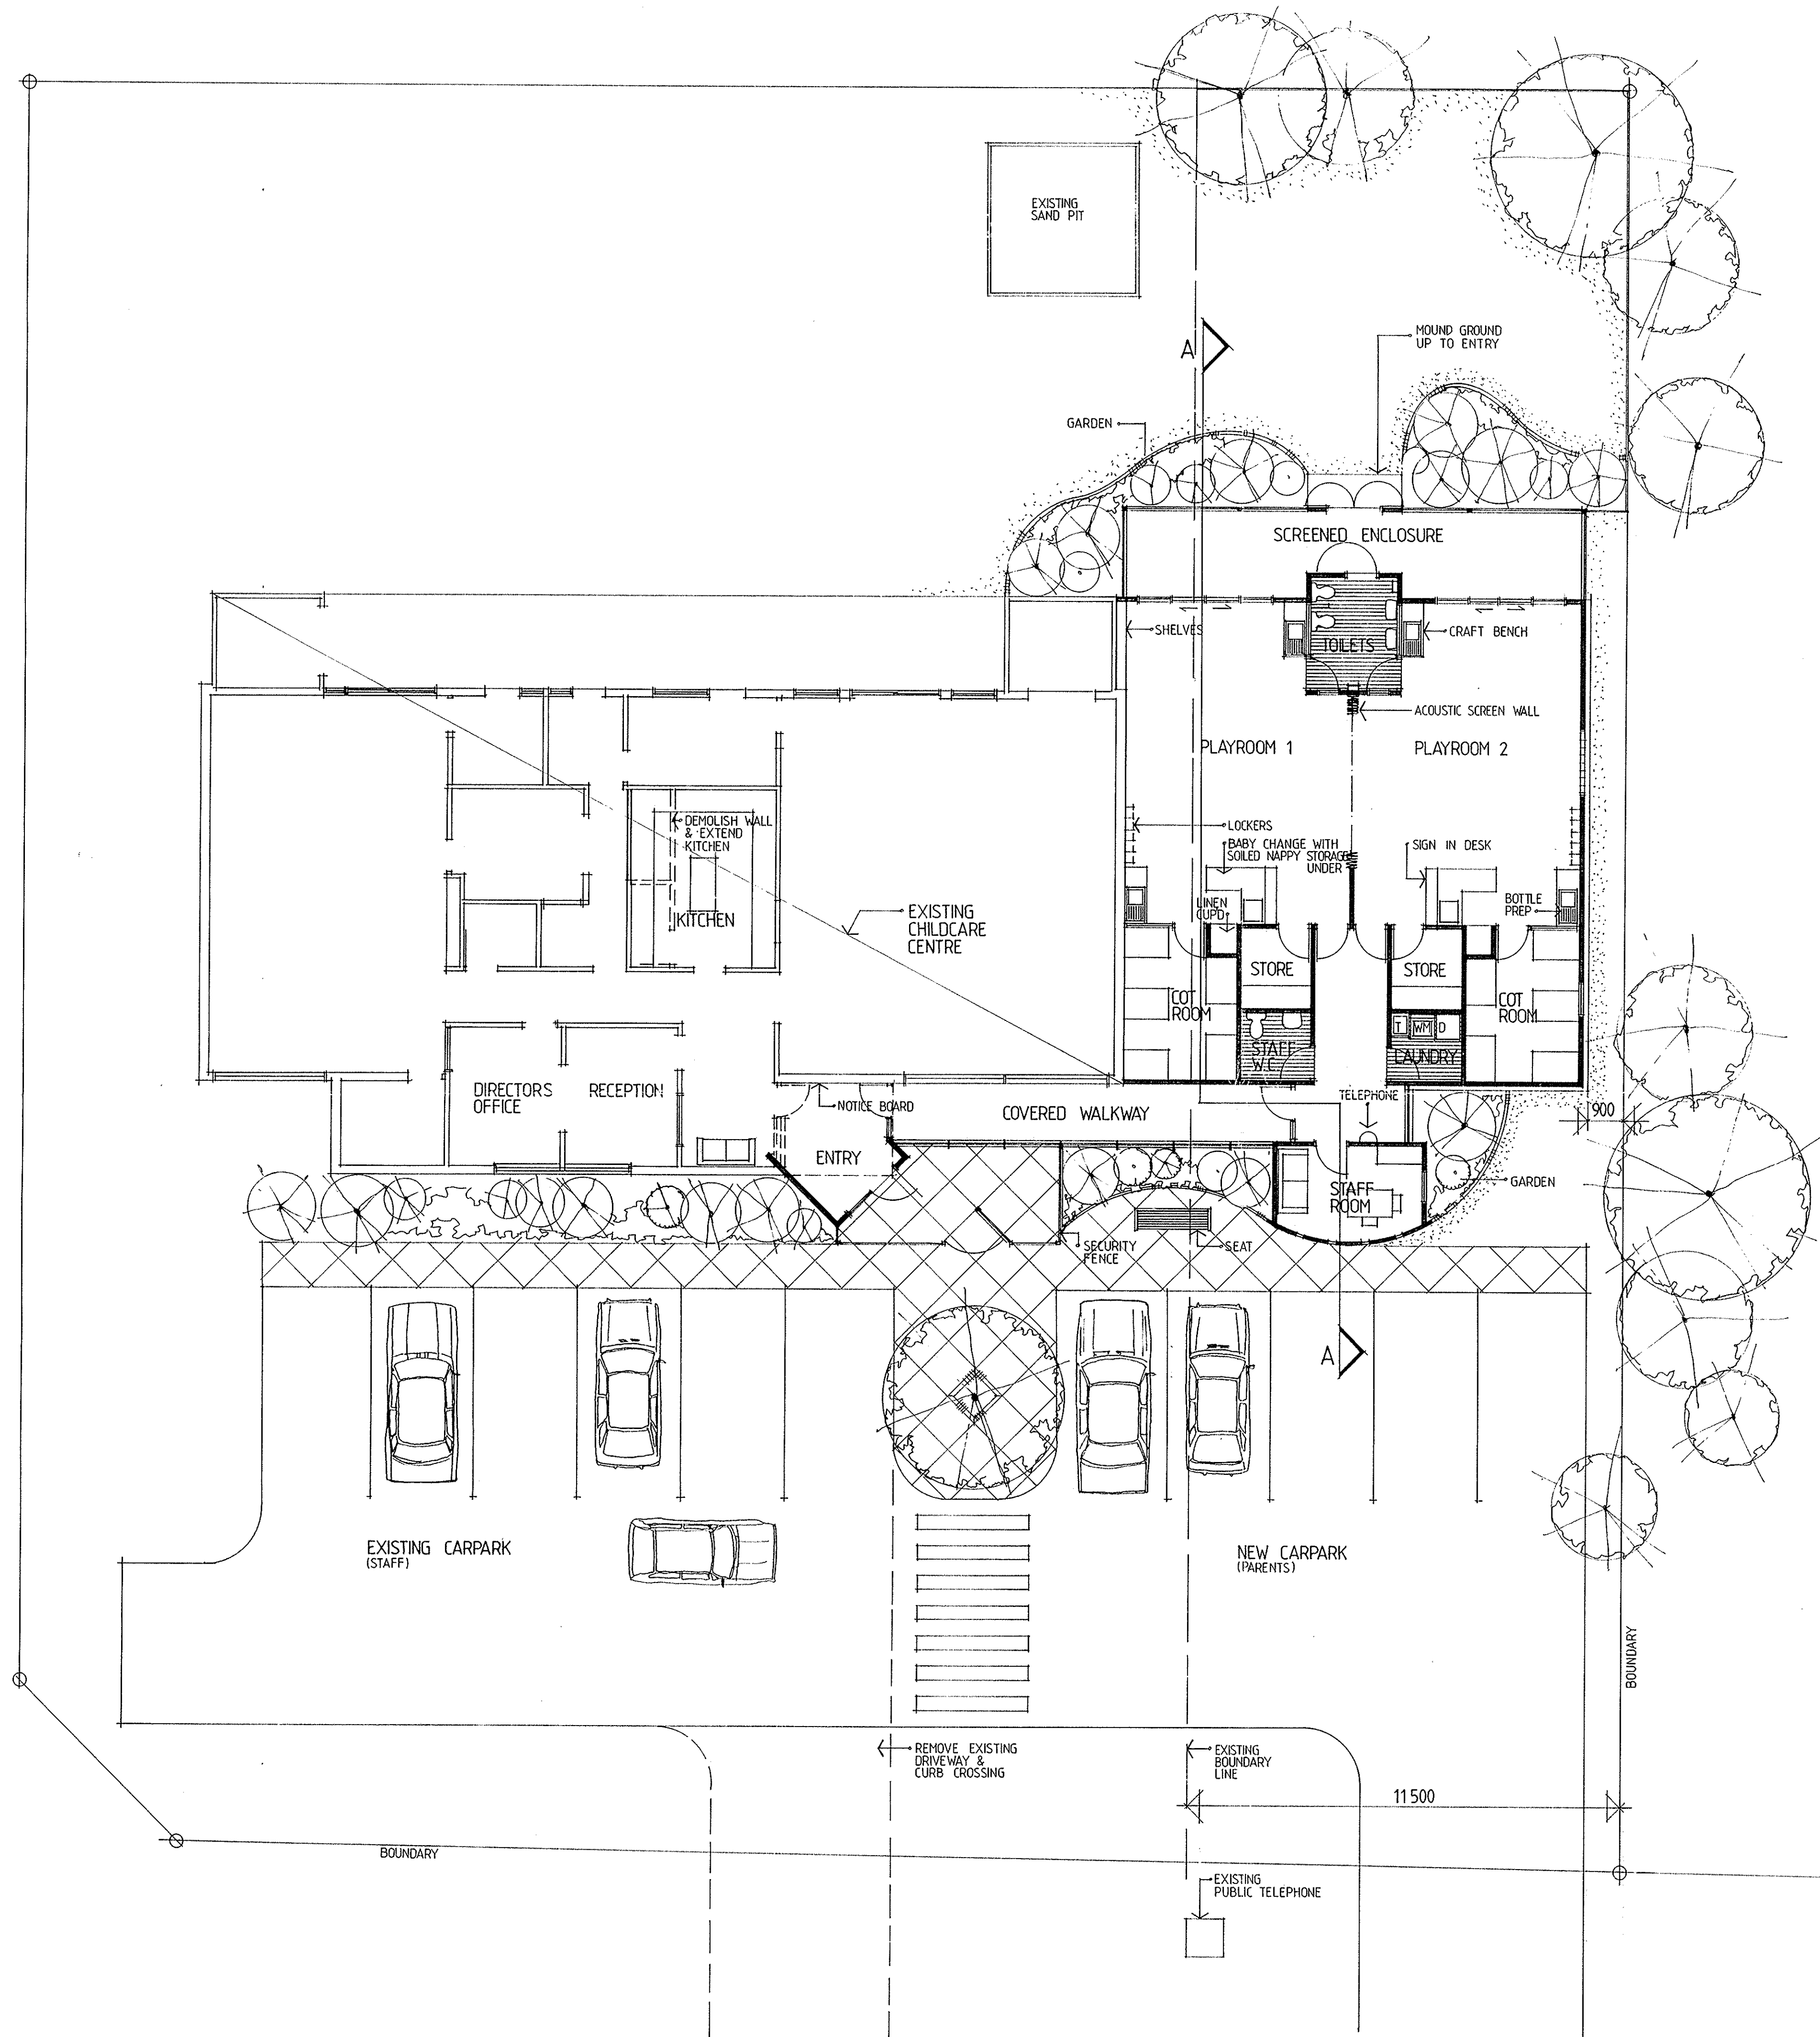 EXISTING
SAND PIT
A
MOUND GROUND
UP TO ENTRY
GARDEN
SCREENED ENCLOSURE
SHELVES
TOILETS
CRAFT BENCH
ACOUSTIC SCREEN WALL
PLAYROOM 1
PLAYROOM 2
DEMOLISH WALL
& EXTEND
KITCHEN
KITCHEN
LOCKERS
BABY CHANGE WITH
SOILED NAPPY STORAGE
UNDER
SIGN IN DESK
LINEN
CUPD
BOTTLE
PREP
EXISTING
CHILDCARE
CENTRE
STORE
STORE
COT
ROOM
COT
ROOM
STAFF
W.C.
T WM D
LAUNDRY
DIRECTORS
OFFICE
RECEPTION
NOTICE BOARD
COVERED WALKWAY
TELEPHONE
900
ENTRY
STAFF
ROOM
GARDEN
SECURITY
FENCE
SEAT
A
EXISTING CARPARK
(STAFF)
NEW CARPARK
(PARENTS)
BOUNDARY
REMOVE EXISTING
DRIVEWAY &
CURB CROSSING
EXISTING
BOUNDARY
LINE
11500
BOUNDARY
EXISTING
PUBLIC TELEPHONE